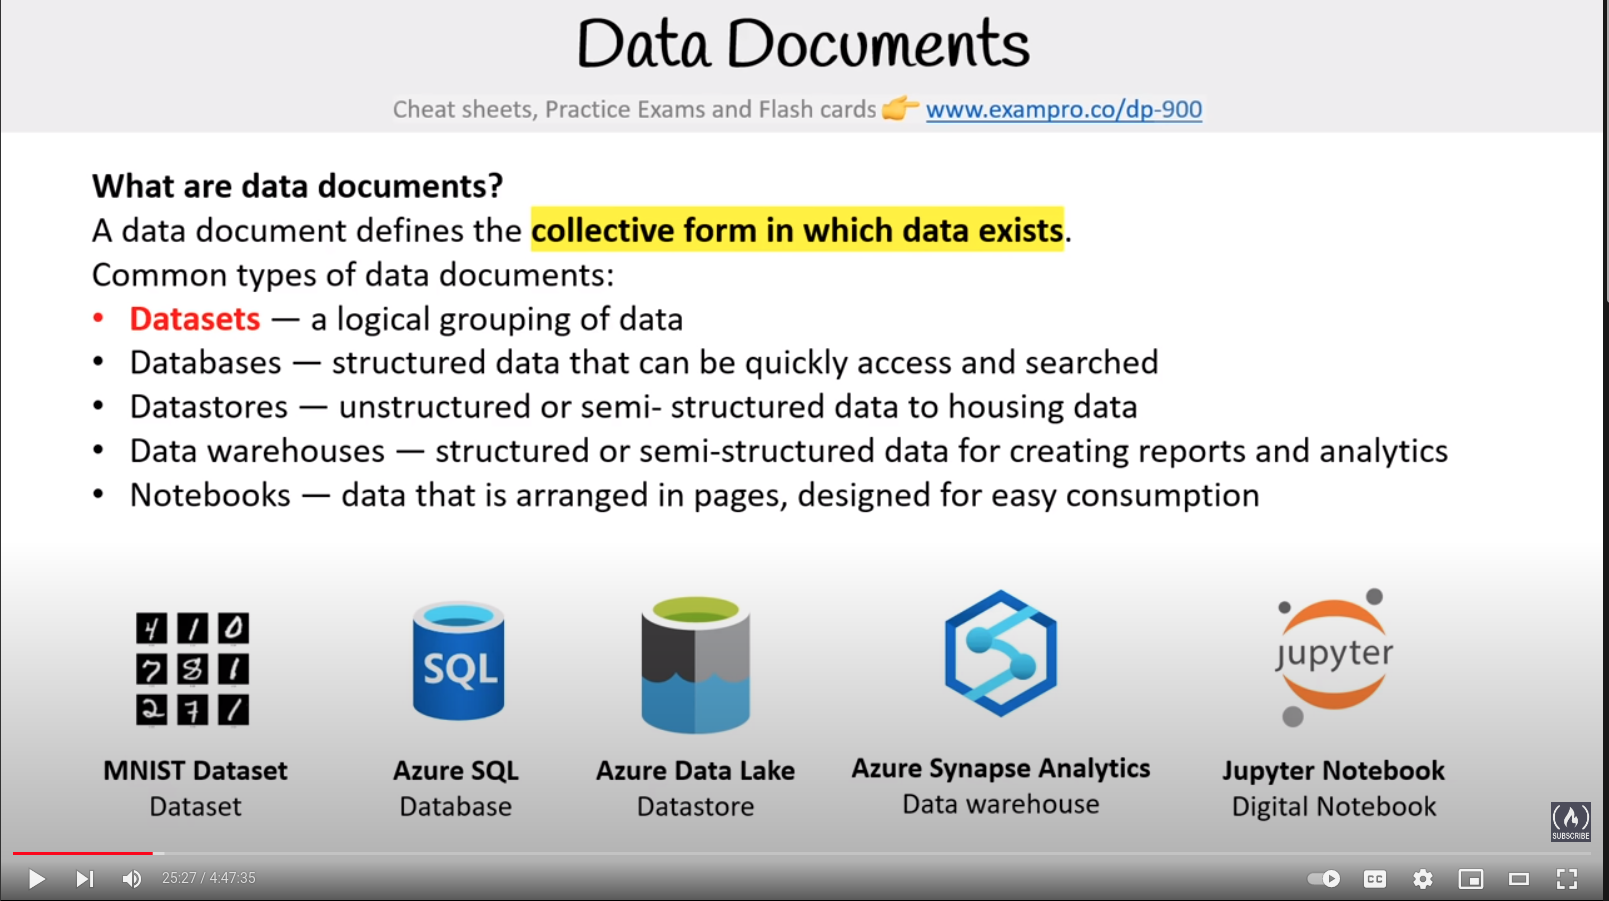 Data Documents
Cheat sheets, Practice Exams and Flash cards 👉 www.exampro.co/dp-900
What are data documents?
A data document defines the collective form in which data exists.
Common types of data documents:
• Datasets — a logical grouping of data
• Databases — structured data that can be quickly access and searched
• Datastores — unstructured or semi- structured data to housing data
• Data warehouses — structured or semi-structured data for creating reports and analytics
• Notebooks — data that is arranged in pages, designed for easy consumption
4 1 0
7 8 1
2 7 1
SQL
jupyter
MNIST Dataset
Dataset
Azure SQL
Database
Azure Data Lake
Datastore
Azure Synapse Analytics
Data warehouse
Jupyter Notebook
Digital Notebook
SUBSCRIBE
25:27 / 4:47:35
CC